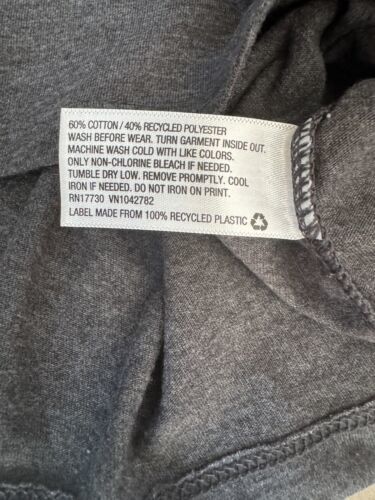 60% COTTON / 40% RECYCLED POLYESTER
WASH BEFORE WEAR. TURN GARMENT INSIDE OUT.
MACHINE WASH COLD WITH LIKE COLORS.
ONLY NON-CHLORINE BLEACH IF NEEDED.
TUMBLE DRY LOW. REMOVE PROMPTLY. COOL
IRON IF NEEDED. DO NOT IRON ON PRINT.
RN17730 VN1042782
LABEL MADE FROM 100% RECYCLED PLASTIC